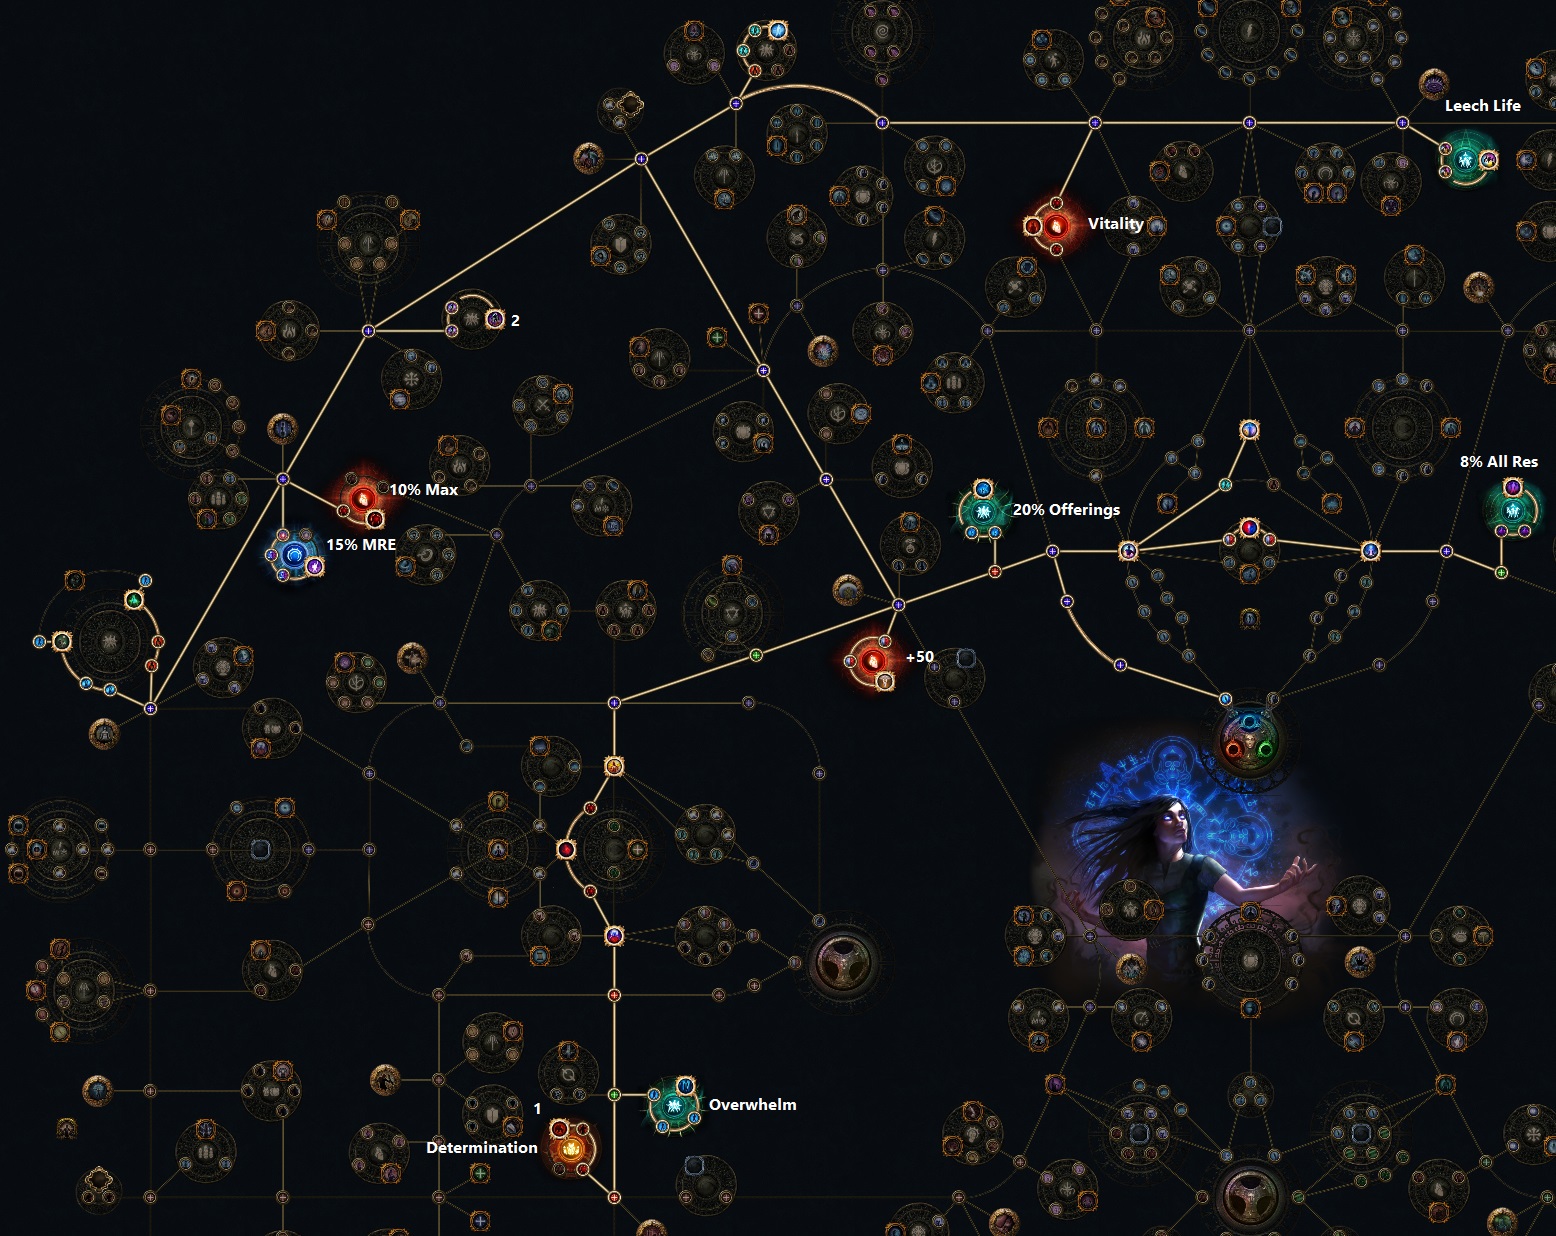 Leech Life
Vitality
2
8% All Res
10% Max
20% Offerings
15% MRE
+50
Overwhelm
1
Determination